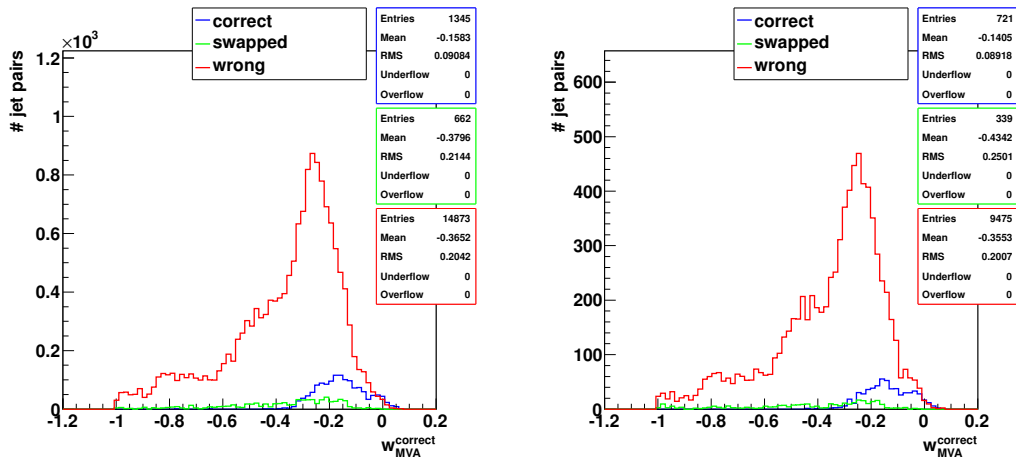 correct
swapped
wrong
Entries 1345
Mean -0.1583
RMS 0.09084
Underflow 0
Overflow 0
Entries 662
Mean -0.3796
RMS 0.2144
Underflow 0
Overflow 0
Entries 14873
Mean -0.3652
RMS 0.2042
Underflow 0
Overflow 0
×10³
# jet pairs
1.2
1
0.8
0.6
0.4
0.2
0
-1.2 -1 -0.8 -0.6 -0.4 -0.2 0 0.2
w_MVA^correct
correct
swapped
wrong
Entries 721
Mean -0.1405
RMS 0.08918
Underflow 0
Overflow 0
Entries 339
Mean -0.4342
RMS 0.2501
Underflow 0
Overflow 0
Entries 9475
Mean -0.3553
RMS 0.2007
Underflow 0
Overflow 0
# jet pairs
600
500
400
300
200
100
0
-1.2 -1 -0.8 -0.6 -0.4 -0.2 0 0.2
w_MVA^correct